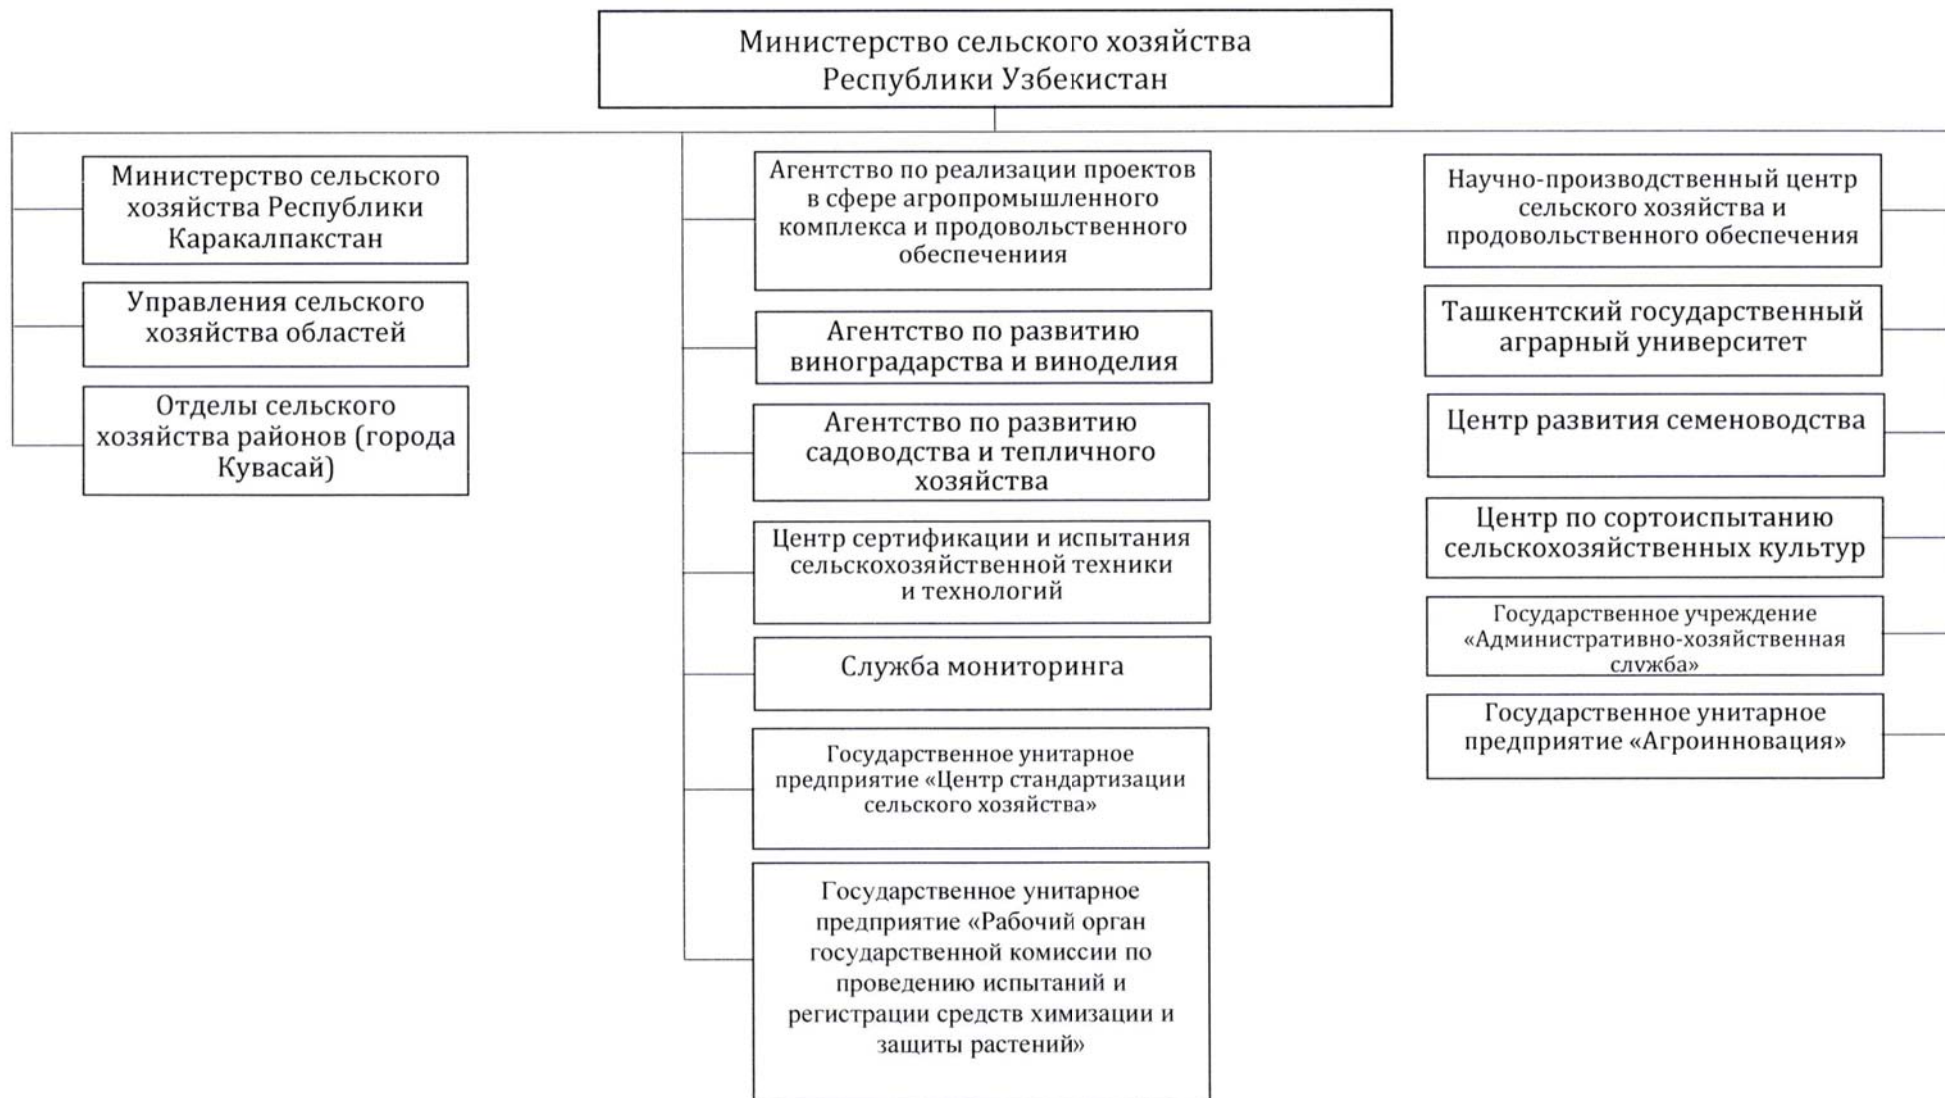 Министерство сельского хозяйства
Республики Узбекистан
Министерство сельского
хозяйства Республики
Каракалпакстан
Управления сельского
хозяйства областей
Отделы сельского
хозяйства районов (города
Кувасай)
Агентство по реализации проектов
в сфере агропромышленного
комплекса и продовольственного
обеспечениия
Агентство по развитию
виноградарства и виноделия
Агентство по развитию
садоводства и тепличного
хозяйства
Центр сертификации и испытания
сельскохозяйственной техники
и технологий
Служба мониторинга
Государственное унитарное
предприятие «Центр стандартизации
сельского хозяйства»
Государственное унитарное
предприятие «Рабочий орган
государственной комиссии по
проведению испытаний и
регистрации средств химизации и
защиты растений»
Научно-производственный центр
сельского хозяйства и
продовольственного обеспечения
Ташкентский государственный
аграрный университет
Центр развития семеноводства
Центр по сортоиспытанию
сельскохозяйственных культур
Государственное учреждение
«Административно-хозяйственная
служба»
Государственное унитарное
предприятие «Агроинновация»